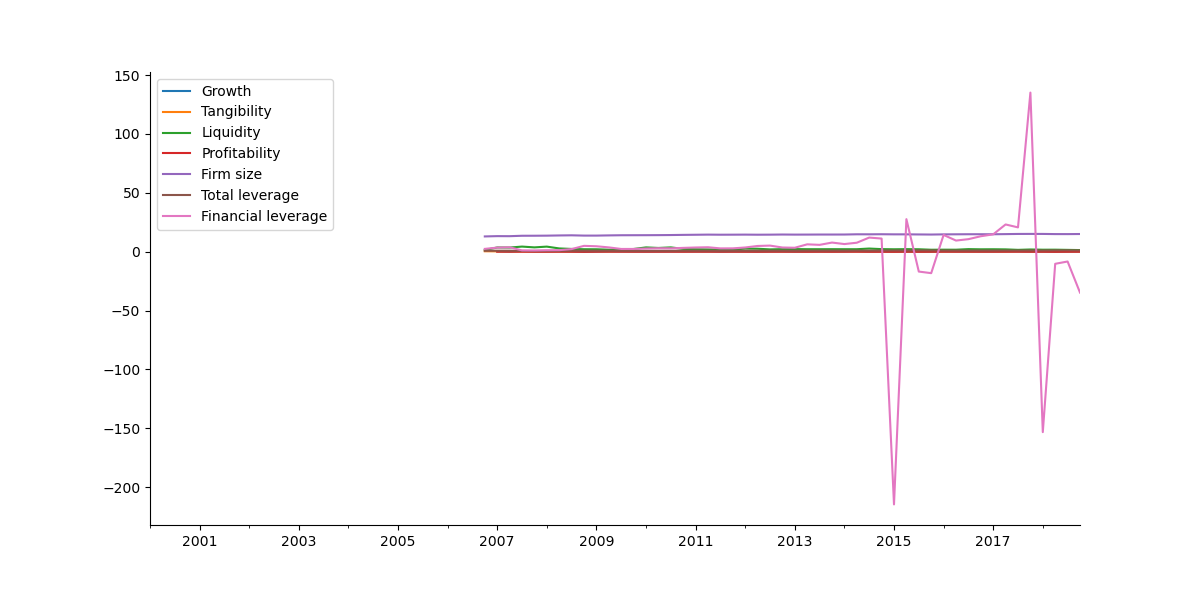 150
100
50
0
−50
−100
−150
−200
Growth
Tangibility
Liquidity
Profitability
Firm size
Total leverage
Financial leverage
2001 2003 2005 2007 2009 2011 2013 2015 2017